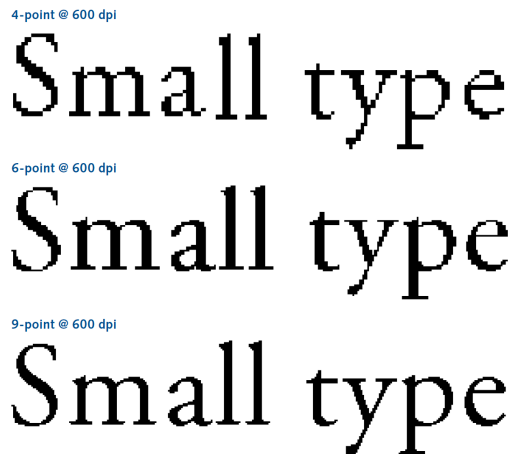 4-point @ 600 dpi
Small type
6-point @ 600 dpi
Small type
9-point @ 600 dpi
Small type